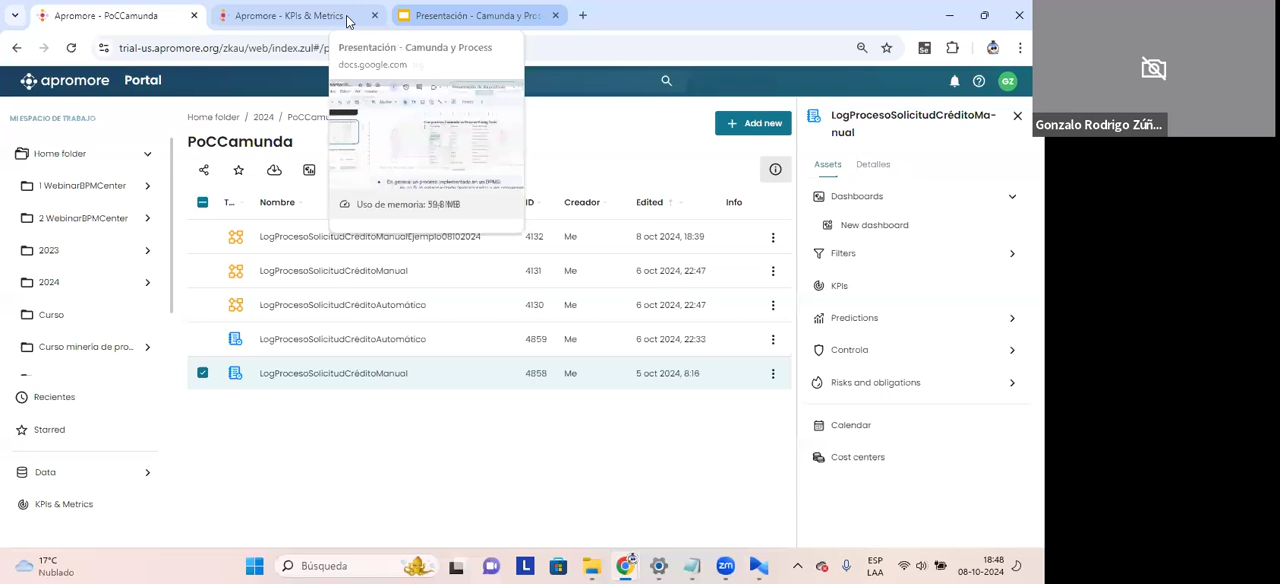 Apromore - PoCCamunda
Apromore - KPIs & Metrics
Presentación - Camunda y Pro
trial-us.apromore.org/zkau/web/index.zul#/p
Presentación - Camunda y Process
docs.google.com
Uso de memoria:
apromore Portal
GZ
MI ESPACIO DE TRABAJO
Home folder
1 WebinarBPMCenter
2 WebinarBPMCenter
2023
2024
Curso
Curso minería de pro...
Recientes
Starred
Data
KPIs & Metrics
Home folder / 2024 / PoCCamu
PoCCamunda
Add new
T... Nombre ID Creador Edited Info
LogProcesoSolicitudCréditoManualEjemplo08102024 4132 Me 8 oct 2024, 18:39
LogProcesoSolicitudCréditoManual 4131 Me 6 oct 2024, 22:47
LogProcesoSolicitudCréditoAutomático 4130 Me 6 oct 2024, 22:47
LogProcesoSolicitudCréditoAutomático 4859 Me 6 oct 2024, 22:33
LogProcesoSolicitudCréditoManual 4858 Me 5 oct 2024, 8:16
LogProcesoSolicitudCréditoMa-
nual
Assets Detalles
Dashboards
New dashboard
Filters
KPIs
Predictions
Controla
Risks and obligations
Calendar
Cost centers
Gonzalo Rodrigo Zúñ...
17°C
Nublado
Búsqueda
L
zm
ESP
LAA
18:48
08-10-2024